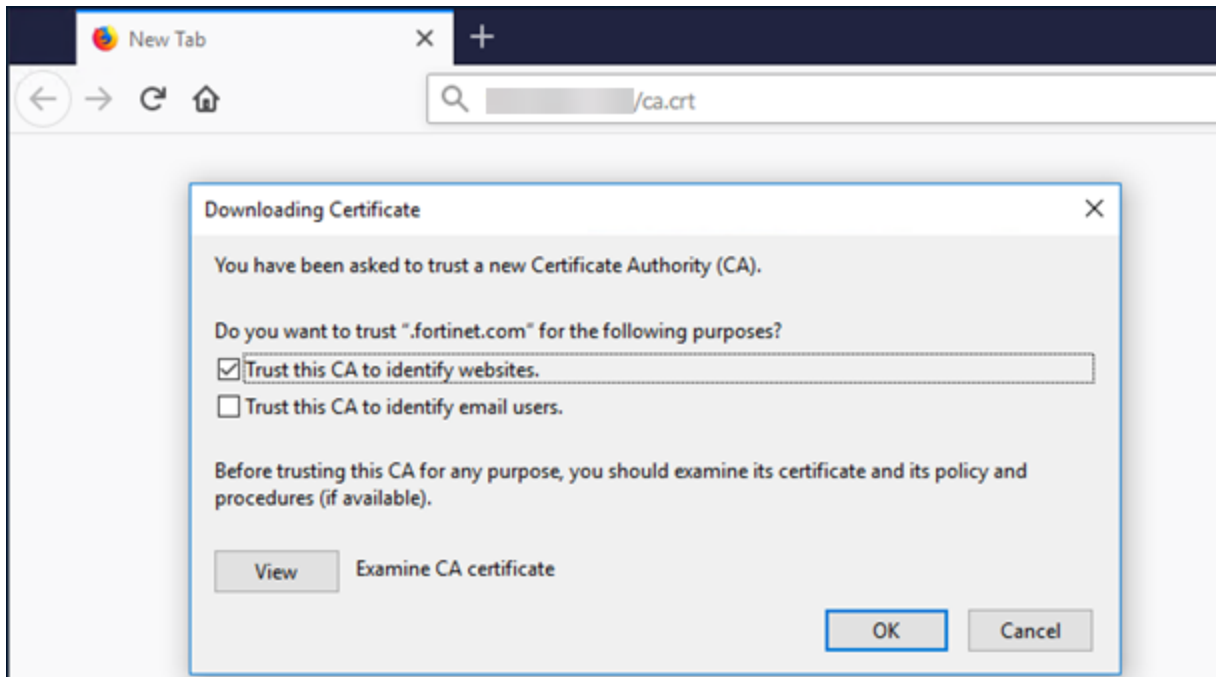 New Tab
/ca.crt
Downloading Certificate
You have been asked to trust a new Certificate Authority (CA).
Do you want to trust “.fortinet.com” for the following purposes?
Trust this CA to identify websites.
Trust this CA to identify email users.
Before trusting this CA for any purpose, you should examine its certificate and its policy and
procedures (if available).
View Examine CA certificate
OK Cancel